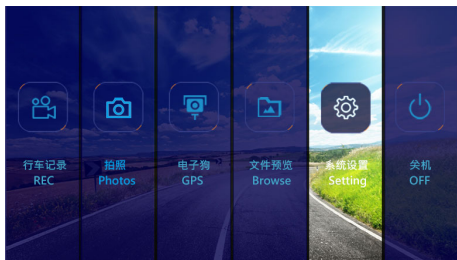 行车记录
REC
拍照
Photos
电子狗
GPS
文件预览
Browse
系统设置
Setting
关机
OFF